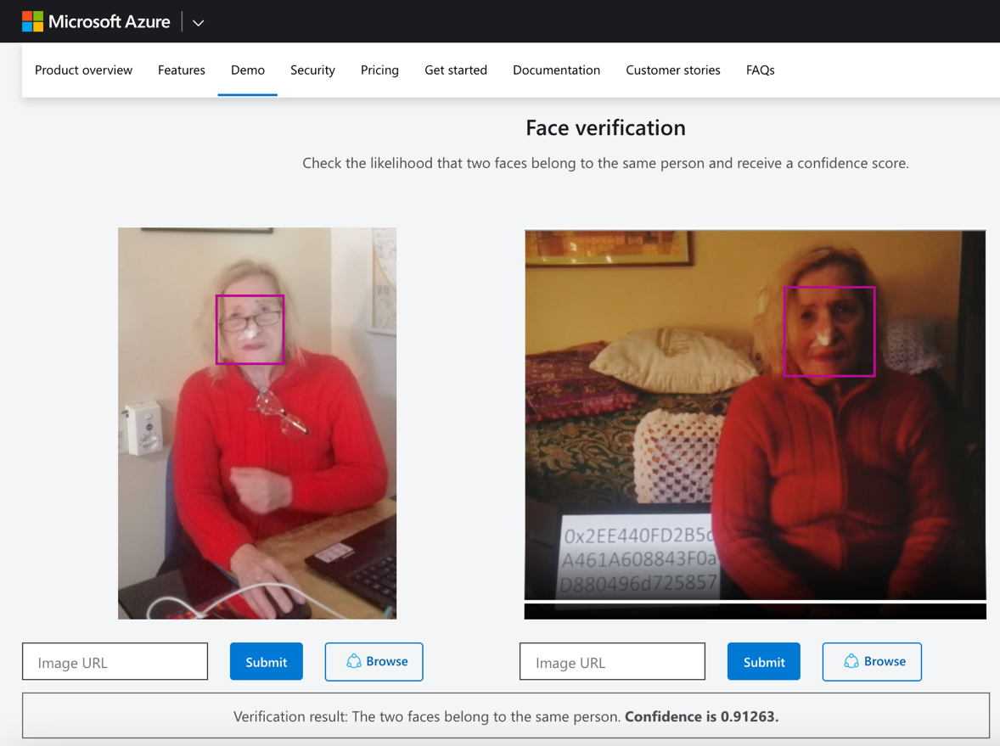 Microsoft Azure
Product overview Features Demo Security Pricing Get started Documentation Customer stories FAQs
Face verification
Check the likelihood that two faces belong to the same person and receive a confidence score.
0x2EE440FD2B5
A461A608843F0a
D880496d725857
Image URL Submit Browse Image URL Submit Browse
Verification result: The two faces belong to the same person. Confidence is 0.91263.